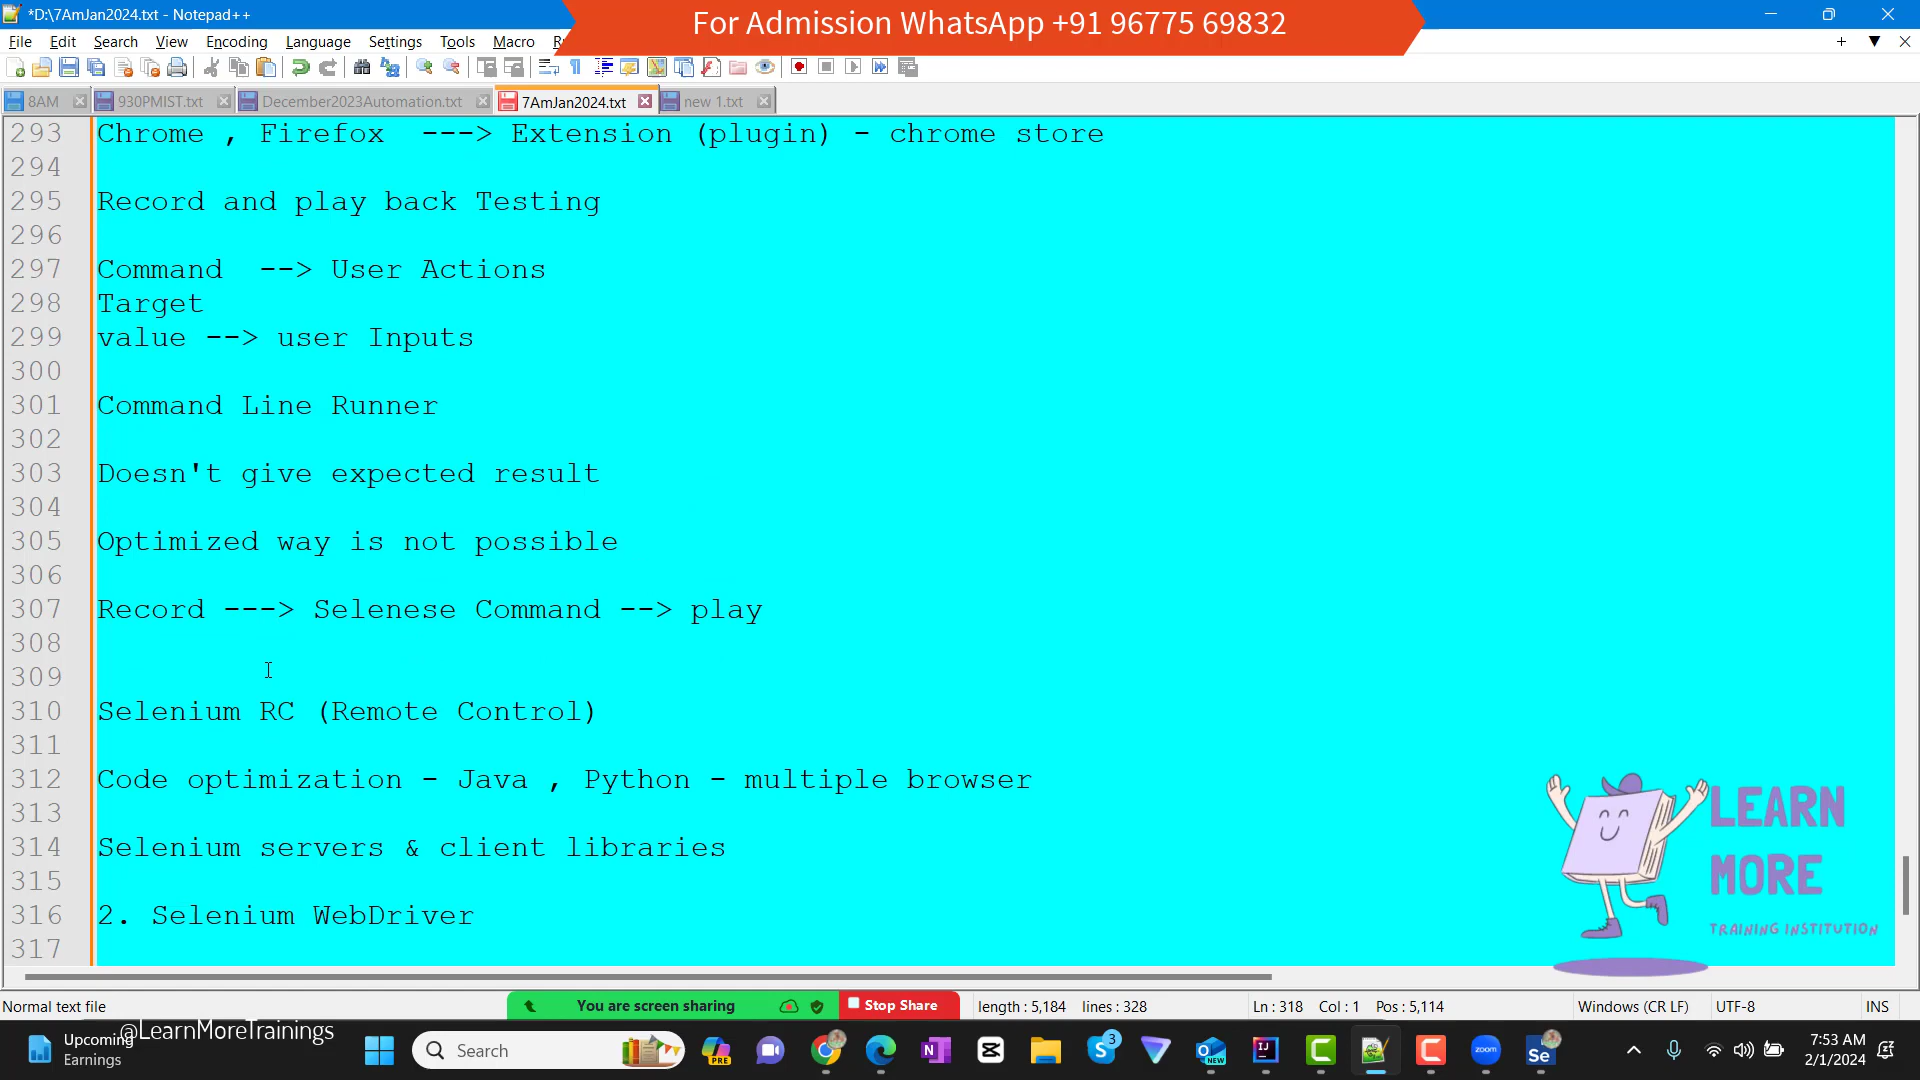 *D:\7AmJan2024.txt - Notepad++
For Admission WhatsApp +91 96775 69832
File Edit Search View Encoding Language Settings Tools Macro
8AM 930PMIST.txt December2023Automation.txt 7AmJan2024.txt new 1.txt
293 Chrome , Firefox ---> Extension (plugin) - chrome store
294
295 Record and play back Testing
296
297 Command --> User Actions
298 Target
299 value --> user Inputs
300
301 Command Line Runner
302
303 Doesn't give expected result
304
305 Optimized way is not possible
306
307 Record ---> Selenese Command --> play
308
309
310 Selenium RC (Remote Control)
311
312 Code optimization - Java , Python - multiple browser
313
314 Selenium servers & client libraries
315
316 2. Selenium WebDriver
317
LEARN
MORE
TRAINING INSTITUTION
Normal text file You are screen sharing Stop Share length : 5,184 lines : 328 Ln : 318 Col : 1 Pos : 5,114 Windows (CR LF) UTF-8 INS
@LearnMoreTrainings
Upcoming
Earnings
Search
PRE
3
NEW
zoom
Se
7:53 AM
2/1/2024